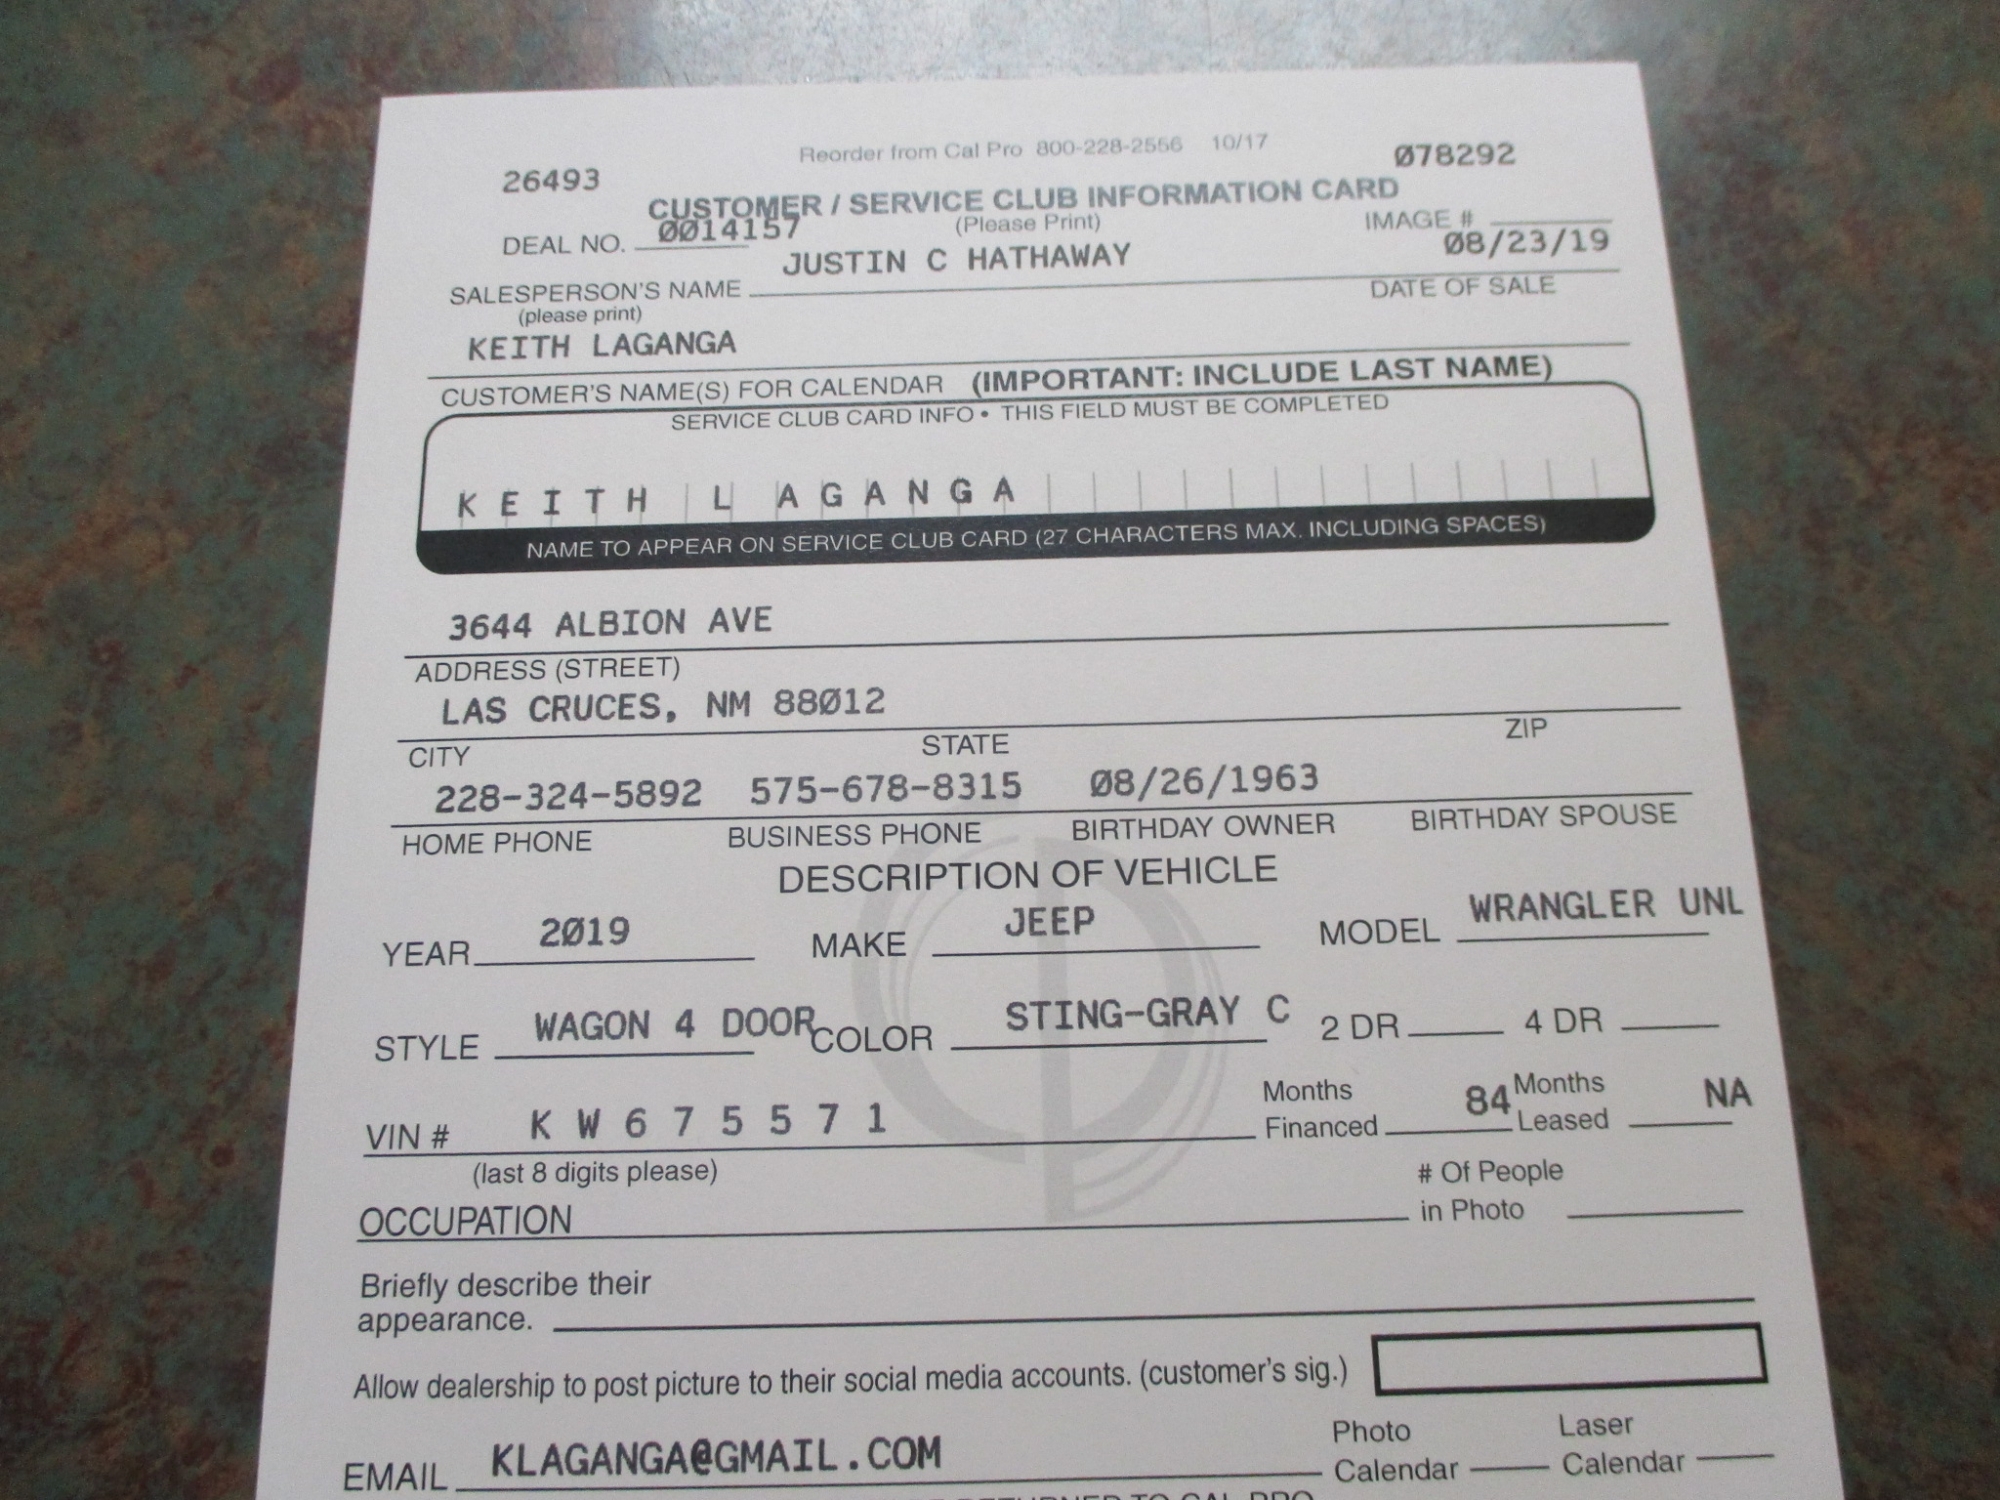 Reorder from Cal Pro 800-228-2556 10/17
26493 Ø78292
CUSTOMER / SERVICE CLUB INFORMATION CARD
DEAL NO. ØØ14157 (Please Print) IMAGE #
SALESPERSON'S NAME JUSTIN C HATHAWAY Ø8/23/19
(please print) DATE OF SALE
KEITH LAGANGA
CUSTOMER'S NAME(S) FOR CALENDAR (IMPORTANT: INCLUDE LAST NAME)
SERVICE CLUB CARD INFO • THIS FIELD MUST BE COMPLETED
K E I T H L A G A N G A
NAME TO APPEAR ON SERVICE CLUB CARD (27 CHARACTERS MAX. INCLUDING SPACES)
3644 ALBION AVE
ADDRESS (STREET)
LAS CRUCES, NM 88Ø12
CITY STATE ZIP
228-324-5892 575-678-8315 Ø8/26/1963
HOME PHONE BUSINESS PHONE BIRTHDAY OWNER BIRTHDAY SPOUSE
DESCRIPTION OF VEHICLE
YEAR 2Ø19 MAKE JEEP MODEL WRANGLER UNL
STYLE WAGON 4 DOOR COLOR STING-GRAY C 2 DR 4 DR
VIN # K W 6 7 5 5 7 1 Months Financed 84 Months Leased NA
(last 8 digits please)
OCCUPATION # Of People in Photo
Briefly describe their
appearance.
Allow dealership to post picture to their social media accounts. (customer's sig.)
EMAIL KLAGANGA@GMAIL.COM Photo Calendar Laser Calendar
RETURNED TO CAL PRO